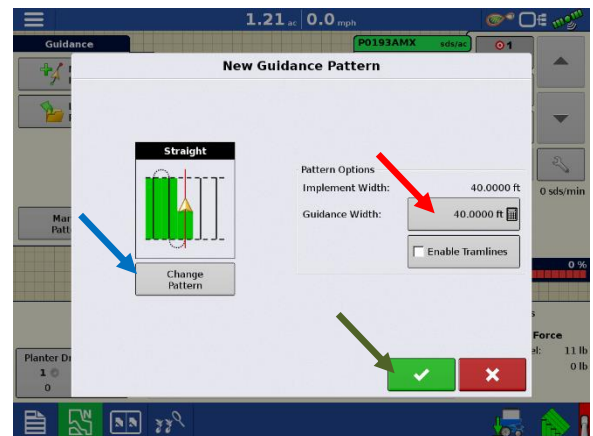 1.21 ac 0.0 mph
Guidance
P0193AMX sds/ac
1
New Guidance Pattern
Straight
Pattern Options
Implement Width: 40.0000 ft
Guidance Width: 40.0000 ft
Enable Tramlines
Change
Pattern
0 sds/min
0 %
Force
11 lb
0 lb
Planter Dr
1
0